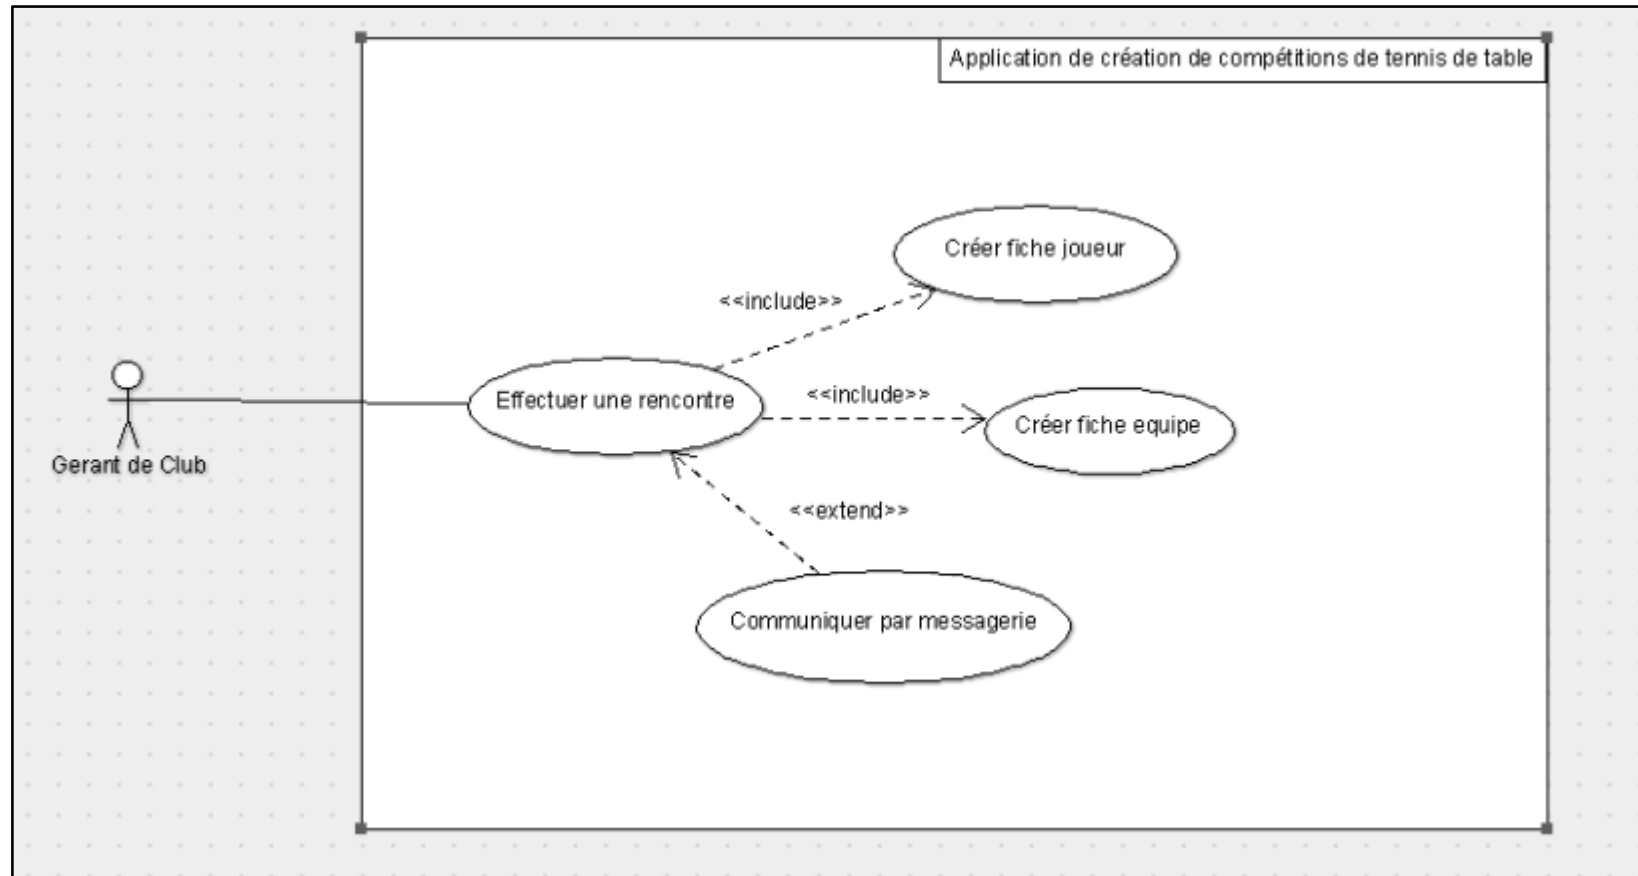 Application de création de compétitions de tennis de table
Créer fiche joueur
<<include>>
Effectuer une rencontre
<<include>>
Créer fiche equipe
Gerant de Club
<<extend>>
Communiquer par messagerie